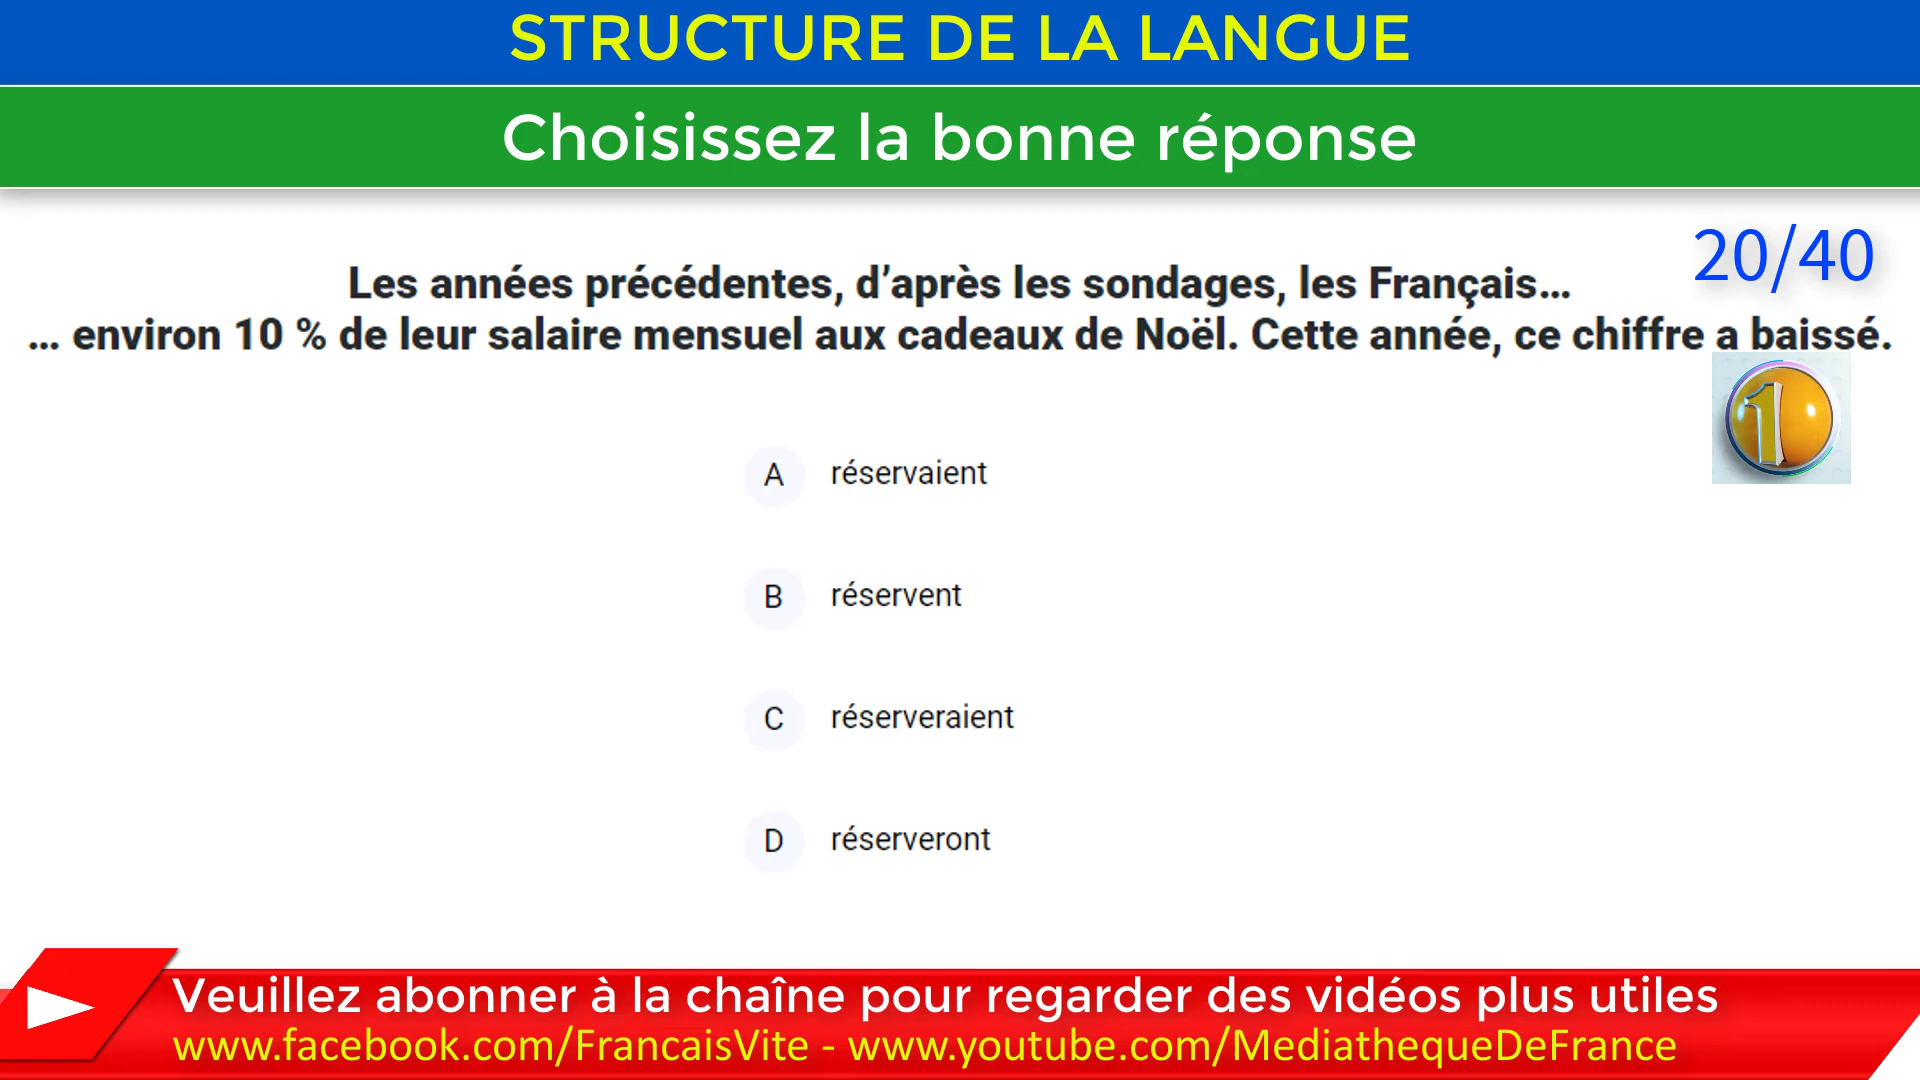 STRUCTURE DE LA LANGUE
Choisissez la bonne réponse
20/40
Les années précédentes, d’après les sondages, les Français...
... environ 10 % de leur salaire mensuel aux cadeaux de Noël. Cette année, ce chiffre a baissé.
1
A réservaient
B réservent
C réserveraient
D réserveront
Veuillez abonner à la chaîne pour regarder des vidéos plus utiles
www.facebook.com/FrancaisVite - www.youtube.com/MediathequeDeFrance